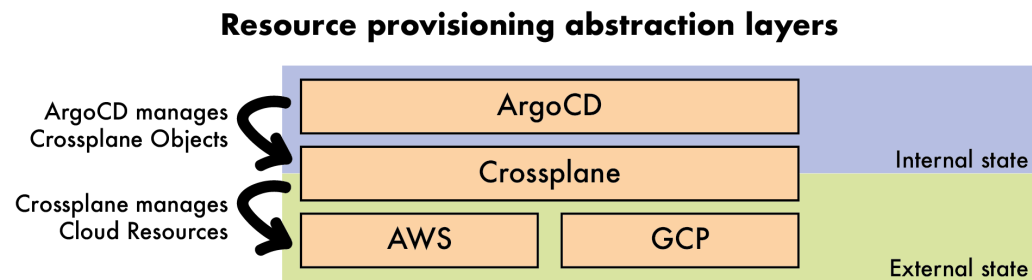 Resource provisioning abstraction layers
ArgoCD manages
Crossplane Objects
ArgoCD
Internal state
Crossplane
Crossplane manages
Cloud Resources
AWS
GCP
External state